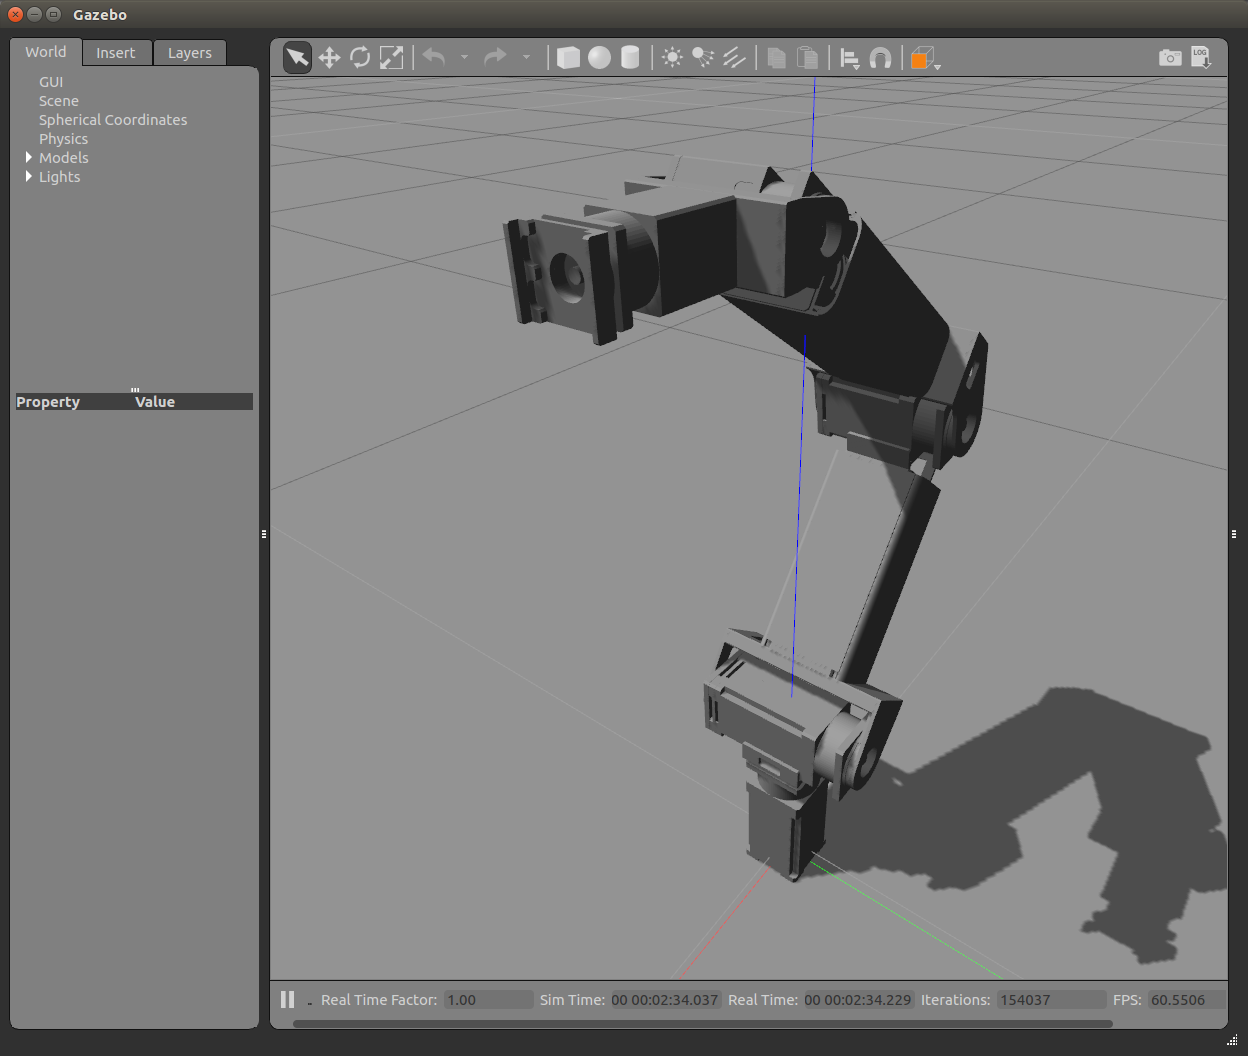 Gazebo
World Insert Layers
GUI
Scene
Spherical Coordinates
Physics
Models
Lights
Property Value
LOG
Real Time Factor: 1.00 Sim Time: 00 00:02:34.037 Real Time: 00 00:02:34.229 Iterations: 154037 FPS: 60.5506